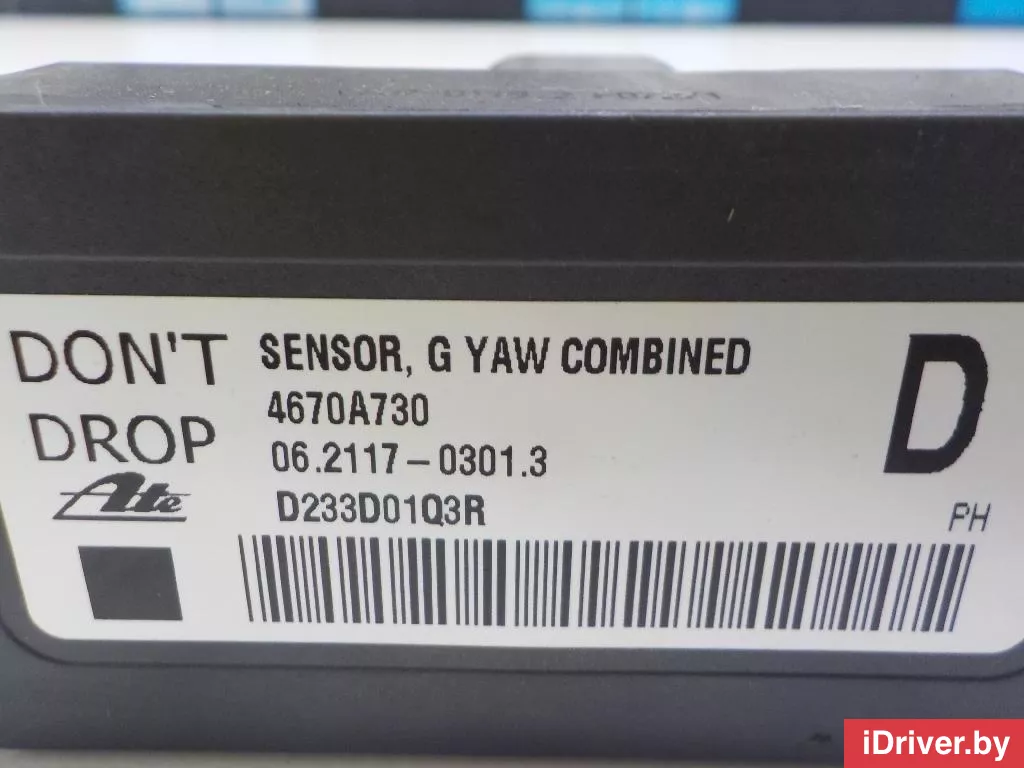 DON'T
DROP
Ate
SENSOR, G YAW COMBINED
4670A730
06.2117-0301.3
D233D01Q3R
D
PH
iDriver.by